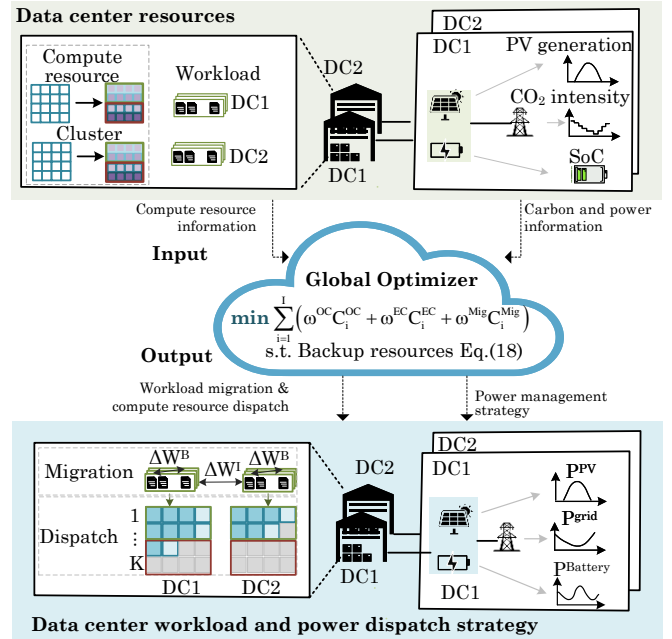 Data center resources
Compute
resource
Cluster
Workload
DC1
DC2
DC2
DC1
DC2
DC1
PV generation
CO₂ intensity
SoC
Compute resource
information
Carbon and power
information
Input
Global Optimizer
min ∑_{i=1}^{I} (ω^{OC}C_i^{OC} + ω^{EC}C_i^{EC} + ω^{Mig}C_i^{Mig})
s.t. Backup resources Eq.(18)
Output
Workload migration &
compute resource dispatch
Power management
strategy
Migration
ΔW^B
ΔW^I
ΔW^B
Dispatch
1
⋮
K
DC1
DC2
DC2
DC1
DC2
DC1
DC1
P^{PV}
P^{grid}
P^{Battery}
Data center workload and power dispatch strategy